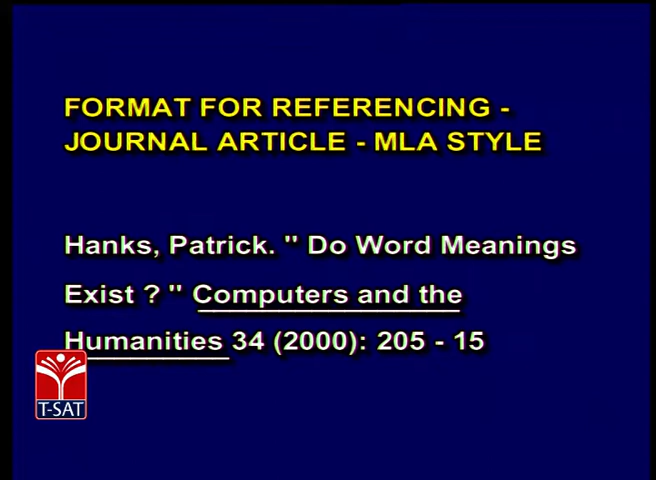 FORMAT FOR REFERENCING -
JOURNAL ARTICLE - MLA STYLE
Hanks, Patrick. " Do Word Meanings
Exist ? " Computers and the
Humanities 34 (2000): 205 - 15
T-SAT